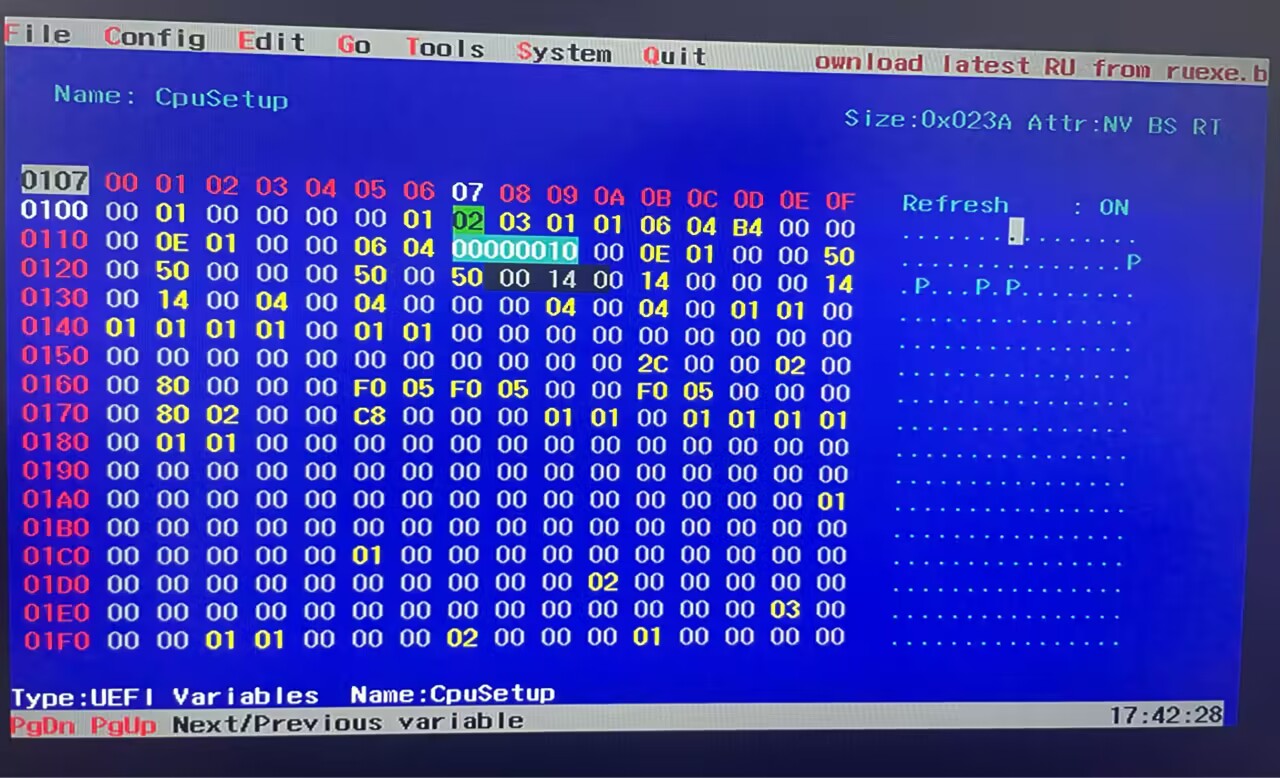 File Config Edit Go Tools System Quit ownload latest RU from ruexe.b
Name: CpuSetup
Size:0x023A Attr:NV BS RT
0107 00 01 02 03 04 05 06 07 08 09 0A 0B 0C 0D 0E 0F Refresh : ON
0100 00 01 00 00 00 00 01 02 03 01 01 06 04 B4 00 00 ................
0110 00 0E 01 00 00 06 04 00000010 00 0E 01 00 00 50 ...............P
0120 00 50 00 00 00 50 00 50 00 14 00 14 00 00 00 14 .P...P.P........
0130 00 14 00 04 00 04 00 00 00 04 00 04 00 01 01 00 ................
0140 01 01 01 01 00 01 01 00 00 00 00 00 00 00 00 00 ................
0150 00 00 00 00 00 00 00 00 00 00 00 2C 00 00 02 00 ...........,....
0160 00 80 00 00 00 F0 05 F0 05 00 00 F0 05 00 00 00 ................
0170 00 80 02 00 00 C8 00 00 00 01 01 00 01 01 01 01 ................
0180 00 01 01 00 00 00 00 00 00 00 00 00 00 00 00 00 ................
0190 00 00 00 00 00 00 00 00 00 00 00 00 00 00 00 00 ................
01A0 00 00 00 00 00 00 00 00 00 00 00 00 00 00 00 01 ................
01B0 00 00 00 00 00 00 00 00 00 00 00 00 00 00 00 00 ................
01C0 00 00 00 00 00 01 00 00 00 00 00 00 00 00 00 00 ................
01D0 00 00 00 00 00 00 00 00 00 00 02 00 00 00 00 00 ................
01E0 00 00 00 00 00 00 00 00 00 00 00 00 00 00 03 00 ................
01F0 00 00 01 01 00 00 00 02 00 00 00 01 00 00 00 00 ................
Type:UEFI Variables Name:CpuSetup
PgDn PgUp Next/Previous variable 17:42:28